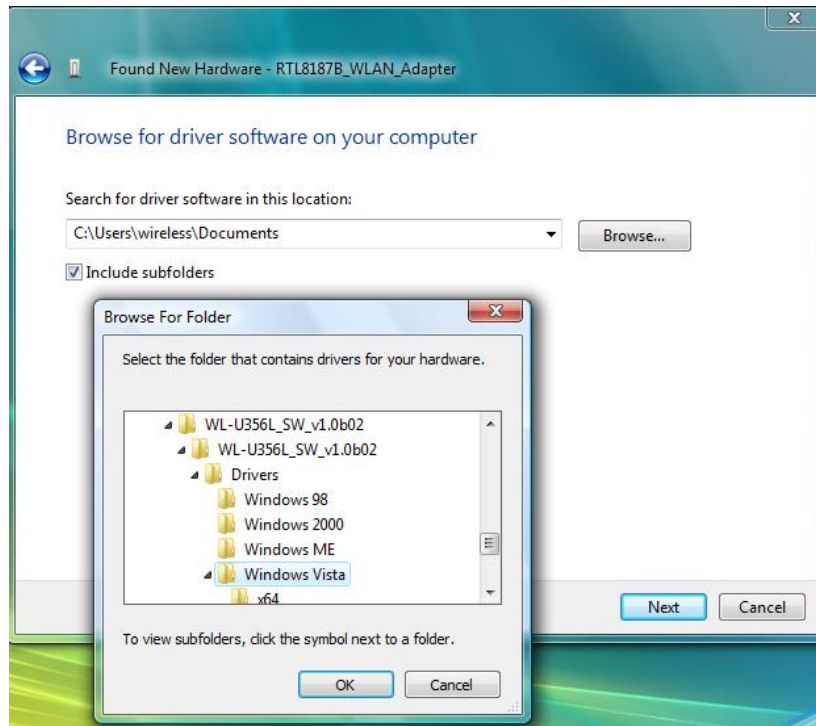 Found New Hardware - RTL8187B_WLAN_Adapter
Browse for driver software on your computer
Search for driver software in this location:
C:\Users\wireless\Documents
Browse...
Include subfolders
Browse For Folder
Select the folder that contains drivers for your hardware.
WL-U356L_SW_v1.0b02
WL-U356L_SW_v1.0b02
Drivers
Windows 98
Windows 2000
Windows ME
Windows Vista
x64
To view subfolders, click the symbol next to a folder.
OK
Cancel
Next
Cancel